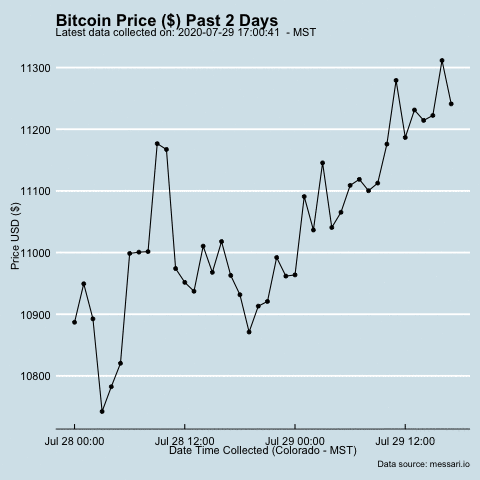 Bitcoin Price ($) Past 2 Days
Latest data collected on: 2020-07-29 17:00:41 - MST
Price USD ($)
11300
11200
11100
11000
10900
10800
Jul 28 00:00 Jul 28 12:00 Jul 29 00:00 Jul 29 12:00
Date Time Collected (Colorado - MST)
Data source: messari.io